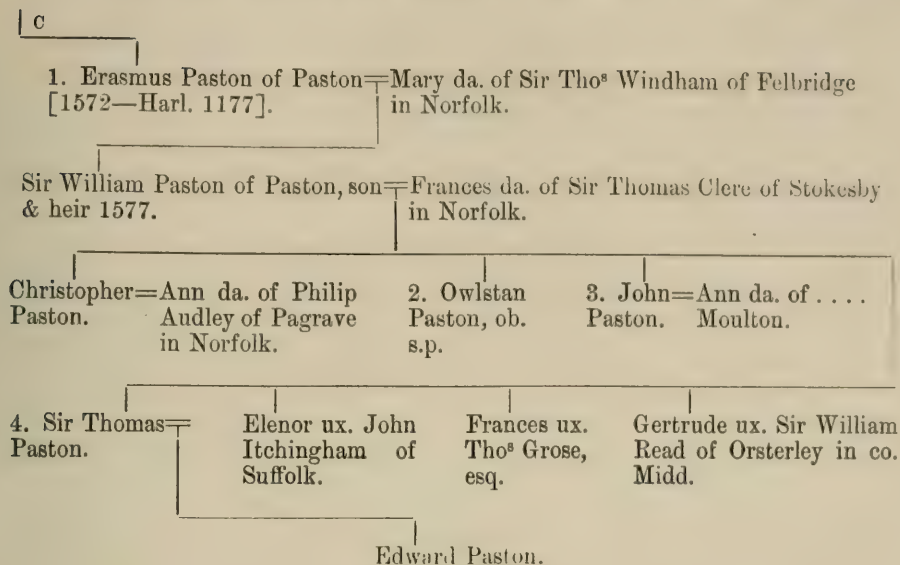 C
1. Erasmus Paston of Paston=Mary da. of Sir Thoˢ Windham of Felbridge
[1572—Harl. 1177].
in Norfolk.
Sir William Paston of Paston, son=Frances da. of Sir Thomas Clere of Stokesby
& heir 1577.
in Norfolk.
Christopher=Ann da. of Philip
Paston.
Audley of Pagrave
in Norfolk.
2. Owlstan
Paston, ob.
s.p.
3. John=Ann da. of . . . .
Paston.
Moulton.
4. Sir Thomas=
Paston.
Elenor ux. John
Itchingham of
Suffolk.
Frances ux.
Thoˢ Grose,
esq.
Gertrude ux. Sir William
Read of Orsterley in co.
Midd.
Edward Paston.